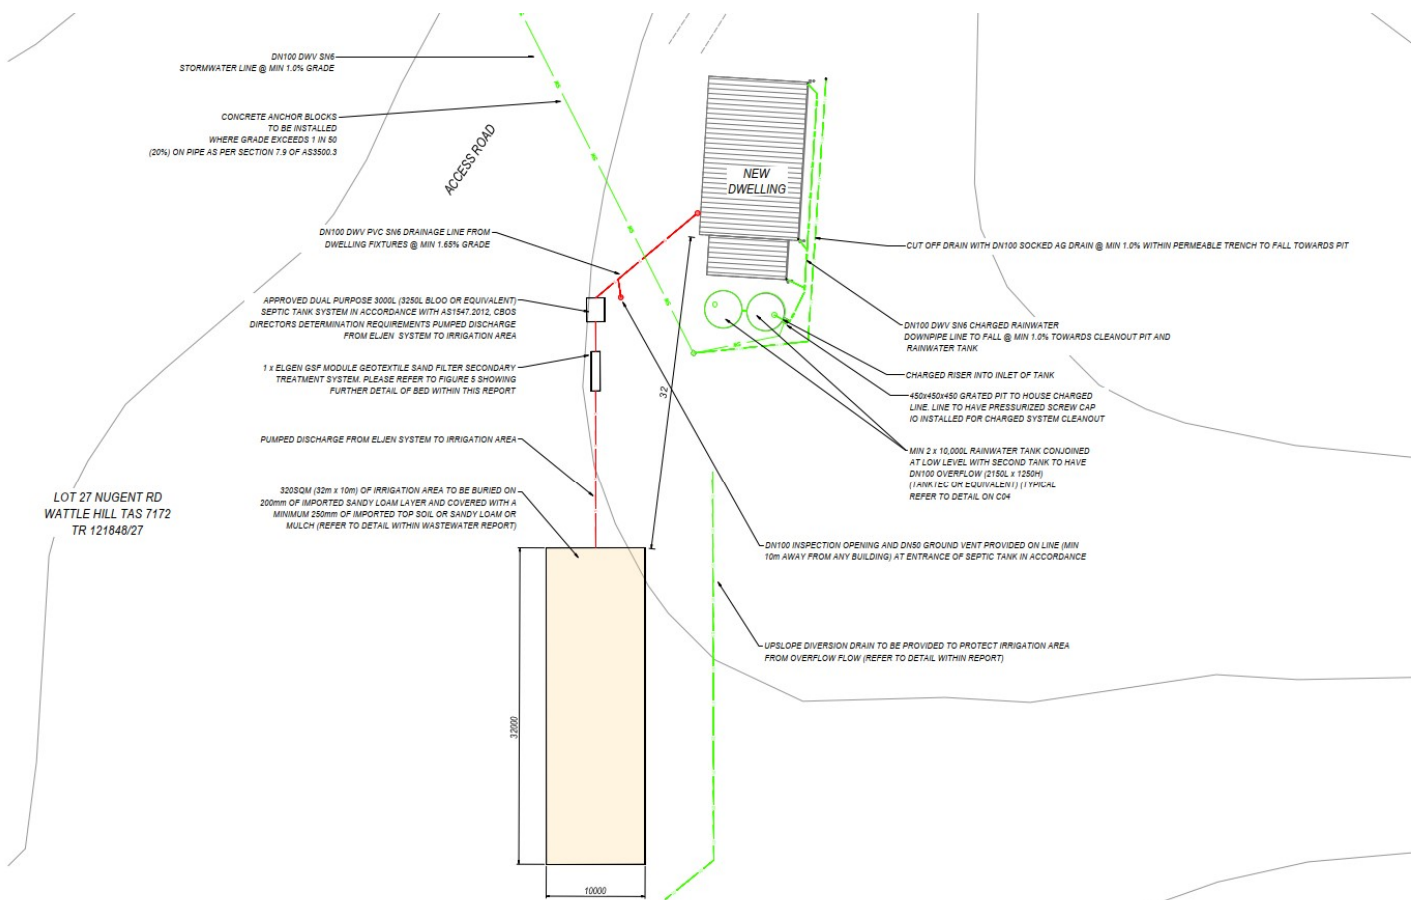 DN100 DWV SN6
STORMWATER LINE @ MIN 1.0% GRADE
CONCRETE ANCHOR BLOCKS
TO BE INSTALLED
WHERE GRADE EXCEEDS 1 IN 50
(20%) ON PIPE AS PER SECTION 7.9 OF AS3500.3
ACCESS ROAD
NEW
DWELLING
DN100 DWV PVC SN6 DRAINAGE LINE FROM
DWELLING FIXTURES @ MIN 1.65% GRADE
CUT OFF DRAIN WITH DN100 SOCKED AG DRAIN @ MIN 1.0% WITHIN PERMEABLE TRENCH TO FALL TOWARDS PIT
APPROVED DUAL PURPOSE 3000L (3250L BLOO OR EQUIVALENT)
SEPTIC TANK SYSTEM IN ACCORDANCE WITH AS1547.2012, CBOS
DIRECTORS DETERMINATION REQUIREMENTS PUMPED DISCHARGE
FROM ELJEN SYSTEM TO IRRIGATION AREA
DN100 DWV SN6 CHARGED RAINWATER
DOWNPIPE LINE TO FALL @ MIN 1.0% TOWARDS CLEANOUT PIT AND
RAINWATER TANK
1 x ELGEN GSF MODULE GEOTEXTILE SAND FILTER SECONDARY
TREATMENT SYSTEM. PLEASE REFER TO FIGURE 5 SHOWING
FURTHER DETAIL OF BED WITHIN THIS REPORT
CHARGED RISER INTO INLET OF TANK
450x450x450 GRATED PIT TO HOUSE CHARGED
LINE. LINE TO HAVE PRESSURIZED SCREW CAP
IO INSTALLED FOR CHARGED SYSTEM CLEANOUT
32
PUMPED DISCHARGE FROM ELJEN SYSTEM TO IRRIGATION AREA
MIN 2 x 10,000L RAINWATER TANK CONJOINED
AT LOW LEVEL WITH SECOND TANK TO HAVE
DN100 OVERFLOW (2150L x 1250H)
(TANKTEC OR EQUIVALENT) (TYPICAL
REFER TO DETAIL ON C04
LOT 27 NUGENT RD
WATTLE HILL TAS 7172
TR 121848/27
320SQM (32m x 10m) OF IRRIGATION AREA TO BE BURIED ON
200mm OF IMPORTED SANDY LOAM LAYER AND COVERED WITH A
MINIMUM 250mm OF IMPORTED TOP SOIL OR SANDY LOAM OR
MULCH (REFER TO DETAIL WITHIN WASTEWATER REPORT)
DN100 INSPECTION OPENING AND DN50 GROUND VENT PROVIDED ON LINE (MIN
10m AWAY FROM ANY BUILDING) AT ENTRANCE OF SEPTIC TANK IN ACCORDANCE
UPSLOPE DIVERSION DRAIN TO BE PROVIDED TO PROTECT IRRIGATION AREA
FROM OVERFLOW FLOW (REFER TO DETAIL WITHIN REPORT)
32000
10000